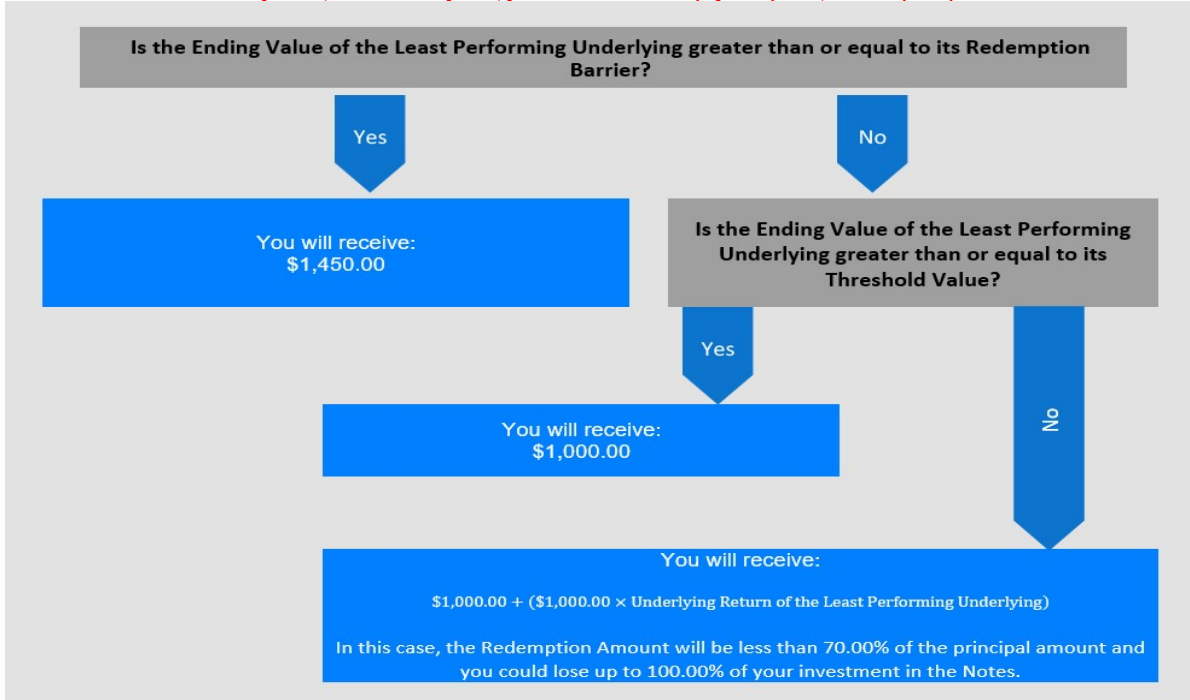 Is the Ending Value of the Least Performing Underlying greater than or equal to its Redemption
Barrier?
Yes
No
You will receive:
$1,450.00
Is the Ending Value of the Least Performing
Underlying greater than or equal to its
Threshold Value?
Yes
No
You will receive:
$1,000.00
You will receive:
$1,000.00 + ($1,000.00 × Underlying Return of the Least Performing Underlying)
In this case, the Redemption Amount will be less than 70.00% of the principal amount and
you could lose up to 100.00% of your investment in the Notes.